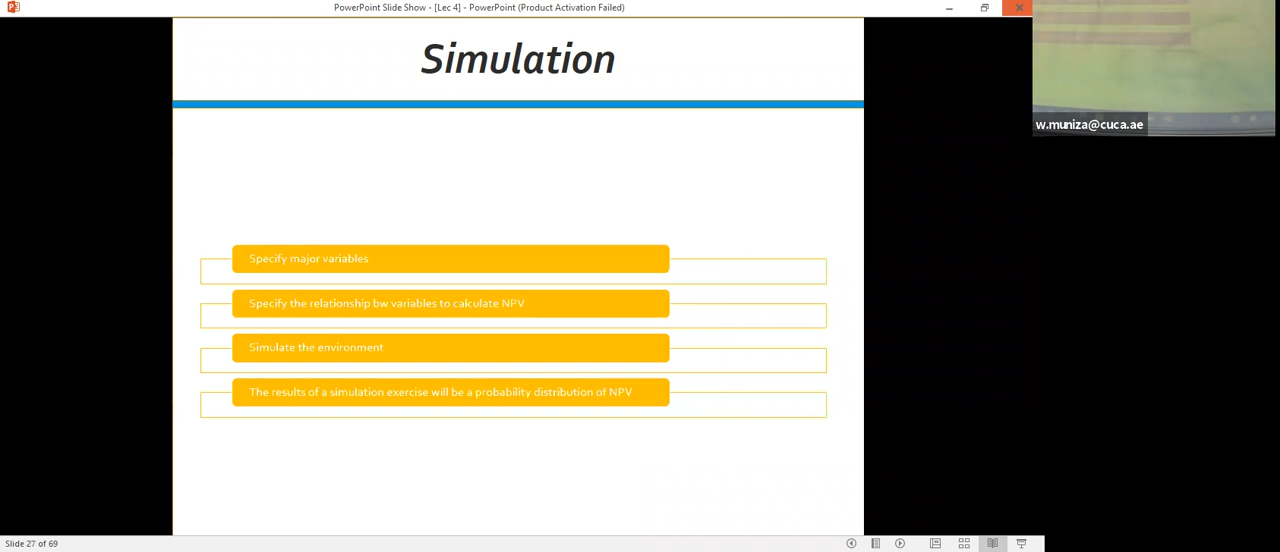 PowerPoint Slide Show - [Lec 4] - PowerPoint (Product Activation Failed)
Simulation
w.muniza@cuca.ae
Specify major variables
Specify the relationship bw variables to calculate NPV
Simulate the environment
The results of a simulation exercise will be a probability distribution of NPV
Slide 27 of 69